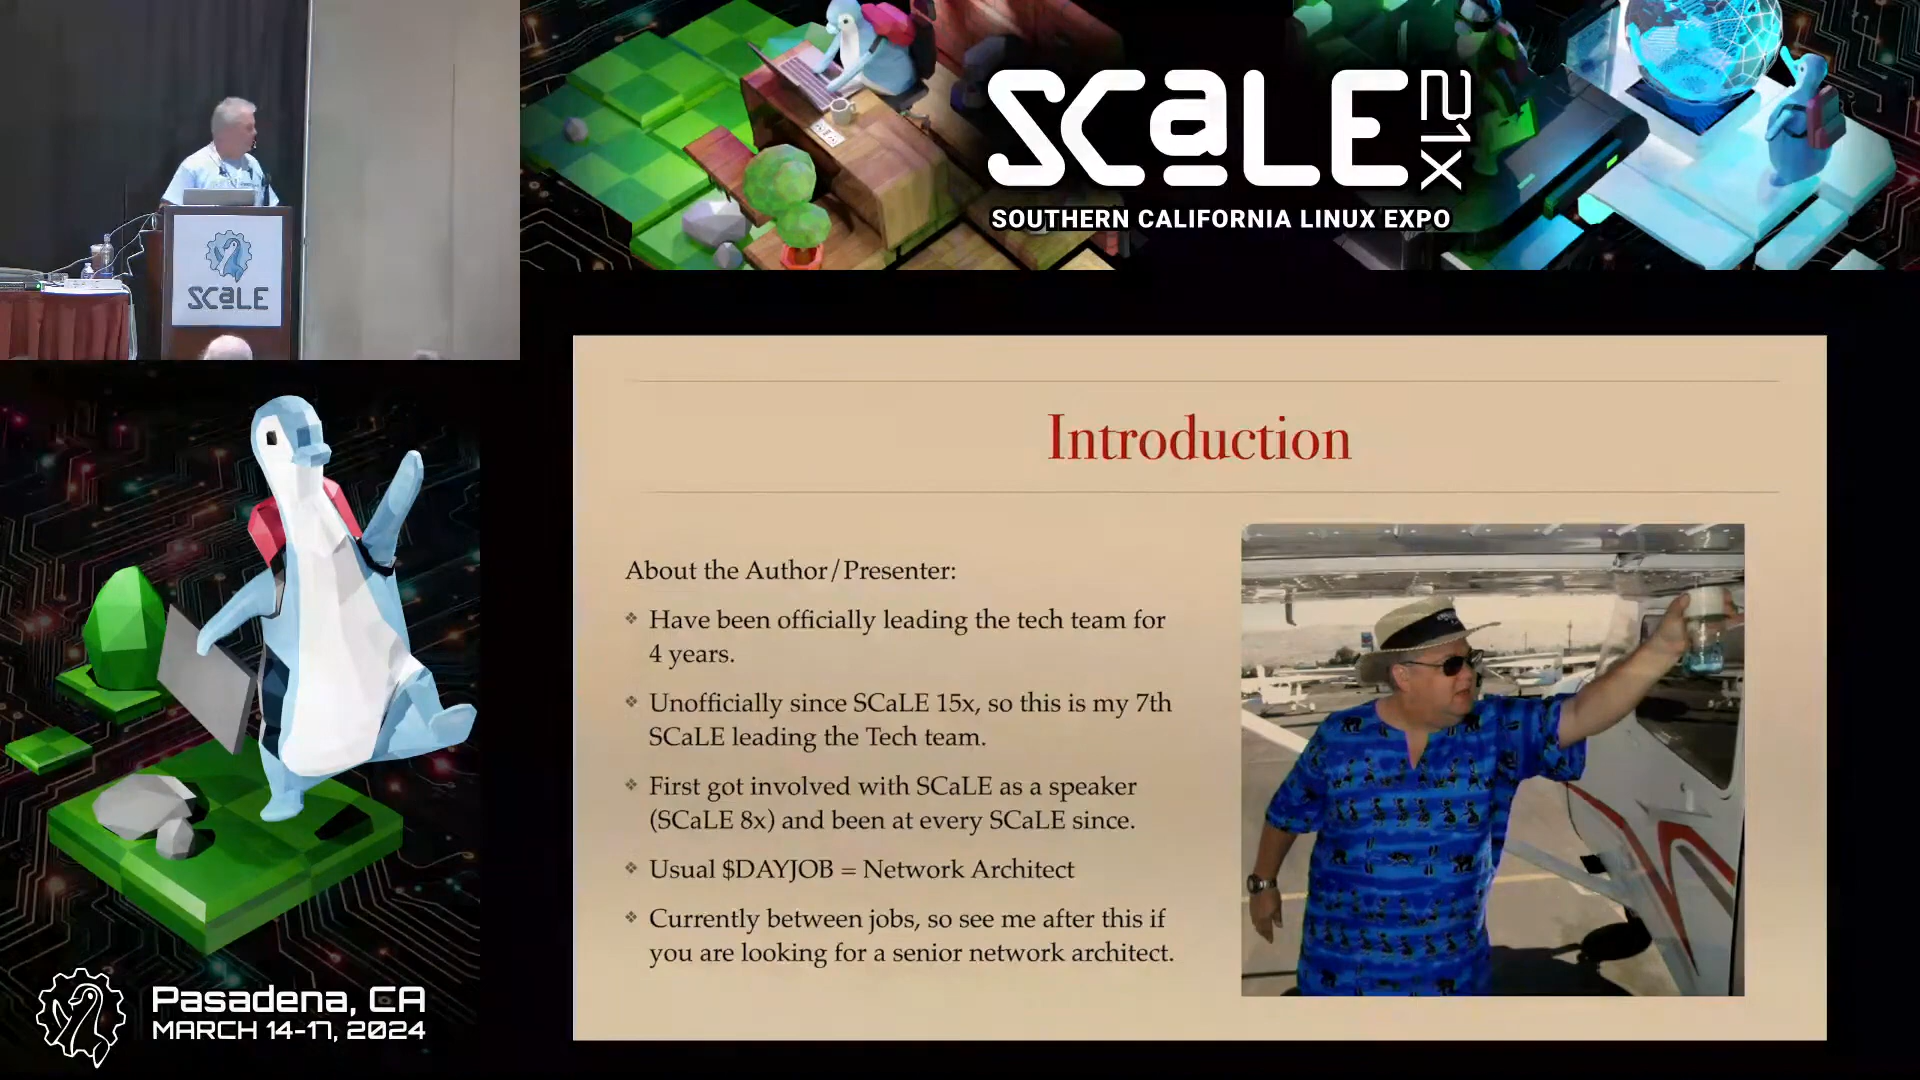 SCaLE 21x
SOUTHERN CALIFORNIA LINUX EXPO
SCaLE
Introduction
About the Author/Presenter:
❖ Have been officially leading the tech team for
4 years.
❖ Unofficially since SCaLE 15x, so this is my 7th
SCaLE leading the Tech team.
❖ First got involved with SCaLE as a speaker
(SCaLE 8x) and been at every SCaLE since.
❖ Usual $DAYJOB = Network Architect
❖ Currently between jobs, so see me after this if
you are looking for a senior network architect.
Pasadena, CA
MARCH 14-17, 2024